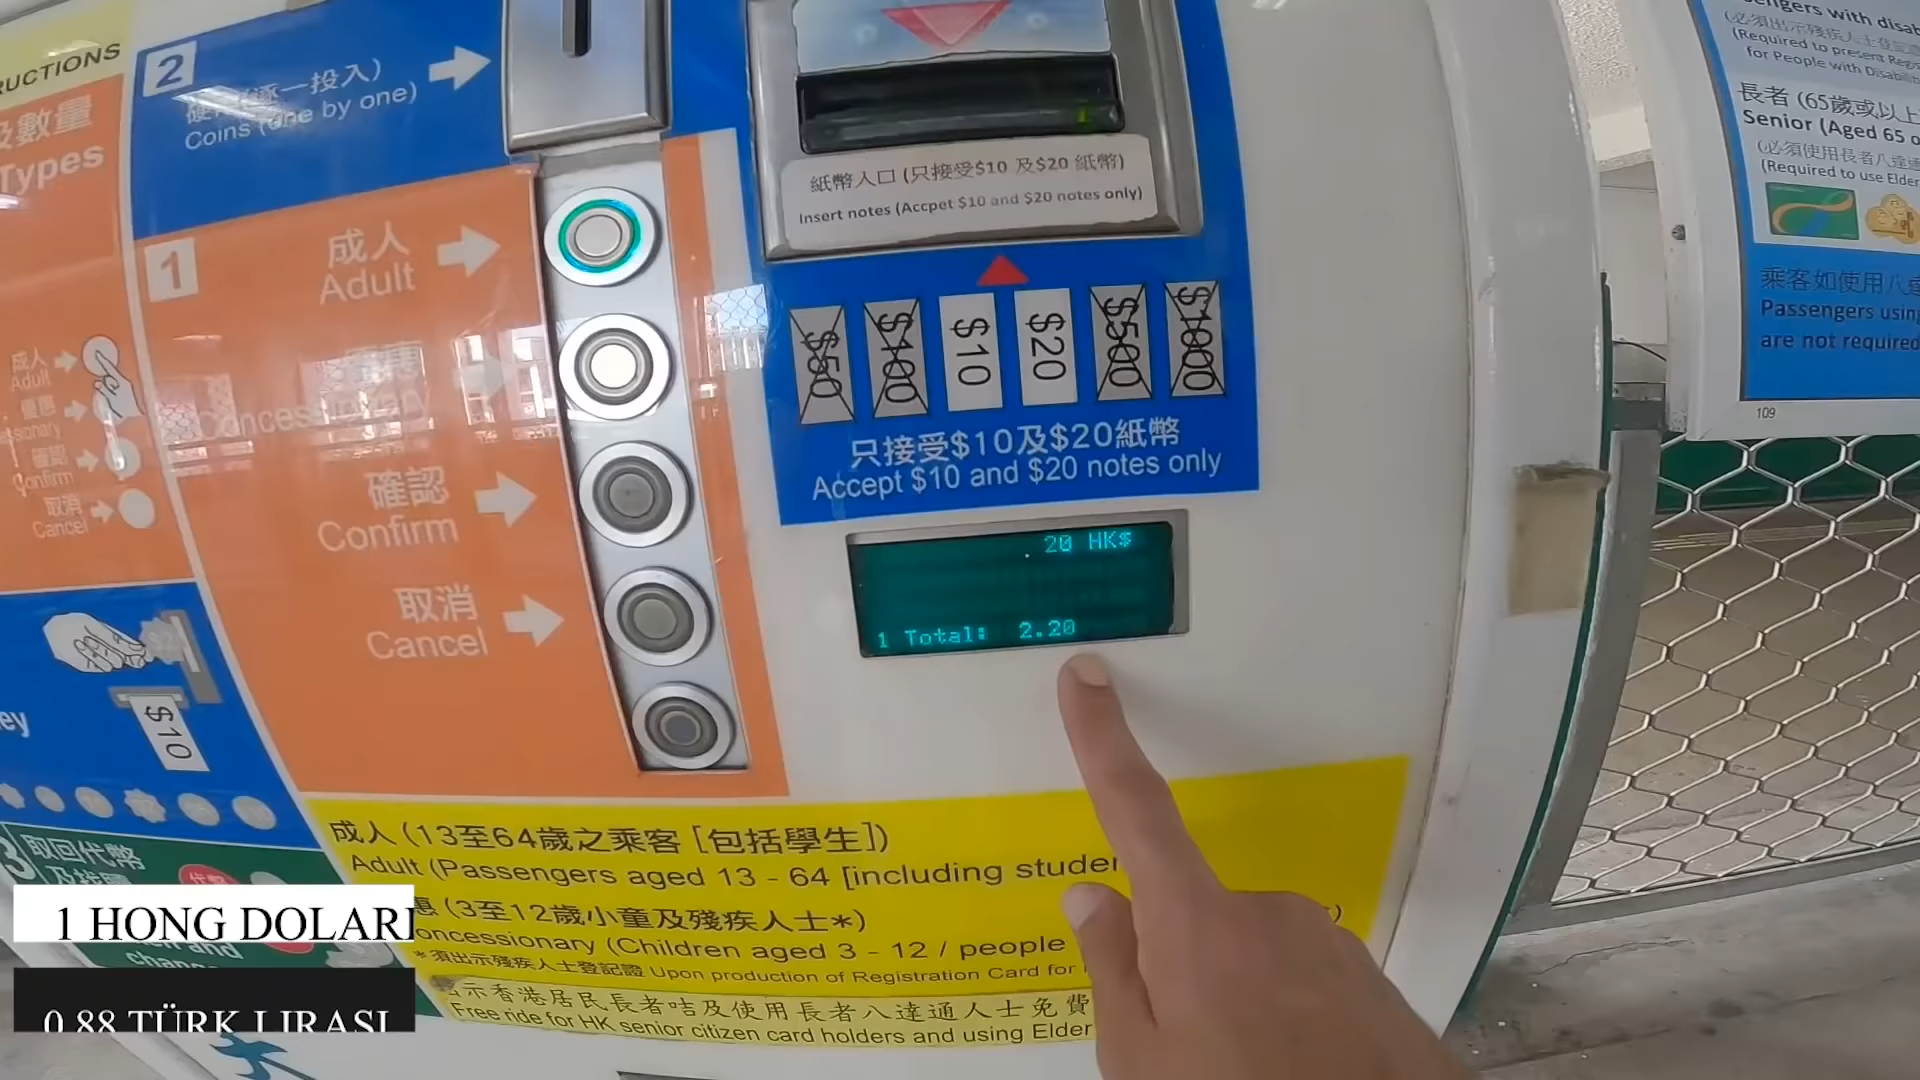 RUCTIONS
及數量
Types
2
(逐一投入)
Coins (one by one)
1
成人
Adult
Concessionary
確認
Confirm
取消
Cancel
成人
Adult
優惠
確認
Confirm
取消
Cancel
紙幣入口 (只接受$10 及$20 紙幣)
Insert notes (Accpet $10 and $20 notes only)
$50
$100
$10
$20
$500
$1000
只接受$10及$20紙幣
Accept $10 and $20 notes only
.20 HK$
1 Total: 2.20
$10
3
取回代幣
成人 (13至64歲之乘客 [包括學生])
Adult (Passengers aged 13 - 64 [including studen
惠 (3至12歲小童及殘疾人士*)
oncessionary (Children aged 3 - 12 / people
*須出示殘疾人士登記證 Upon production of Registration Card for
示香港居民長者咭及使用長者八達通人士免費
Free ride for HK senior citizen card holders and using Elder
ssengers with disab
(必須出示殘疾人士登記證
(Required to present Regis
for People with Disabilit
長者 (65歲或以上
Senior (Aged 65 o
(必須使用長者八達通
(Required to use Elder
乘客如使用八達
Passengers using
are not required
109
1 HONG DOLARI
0.88 TÜRK LIRASI